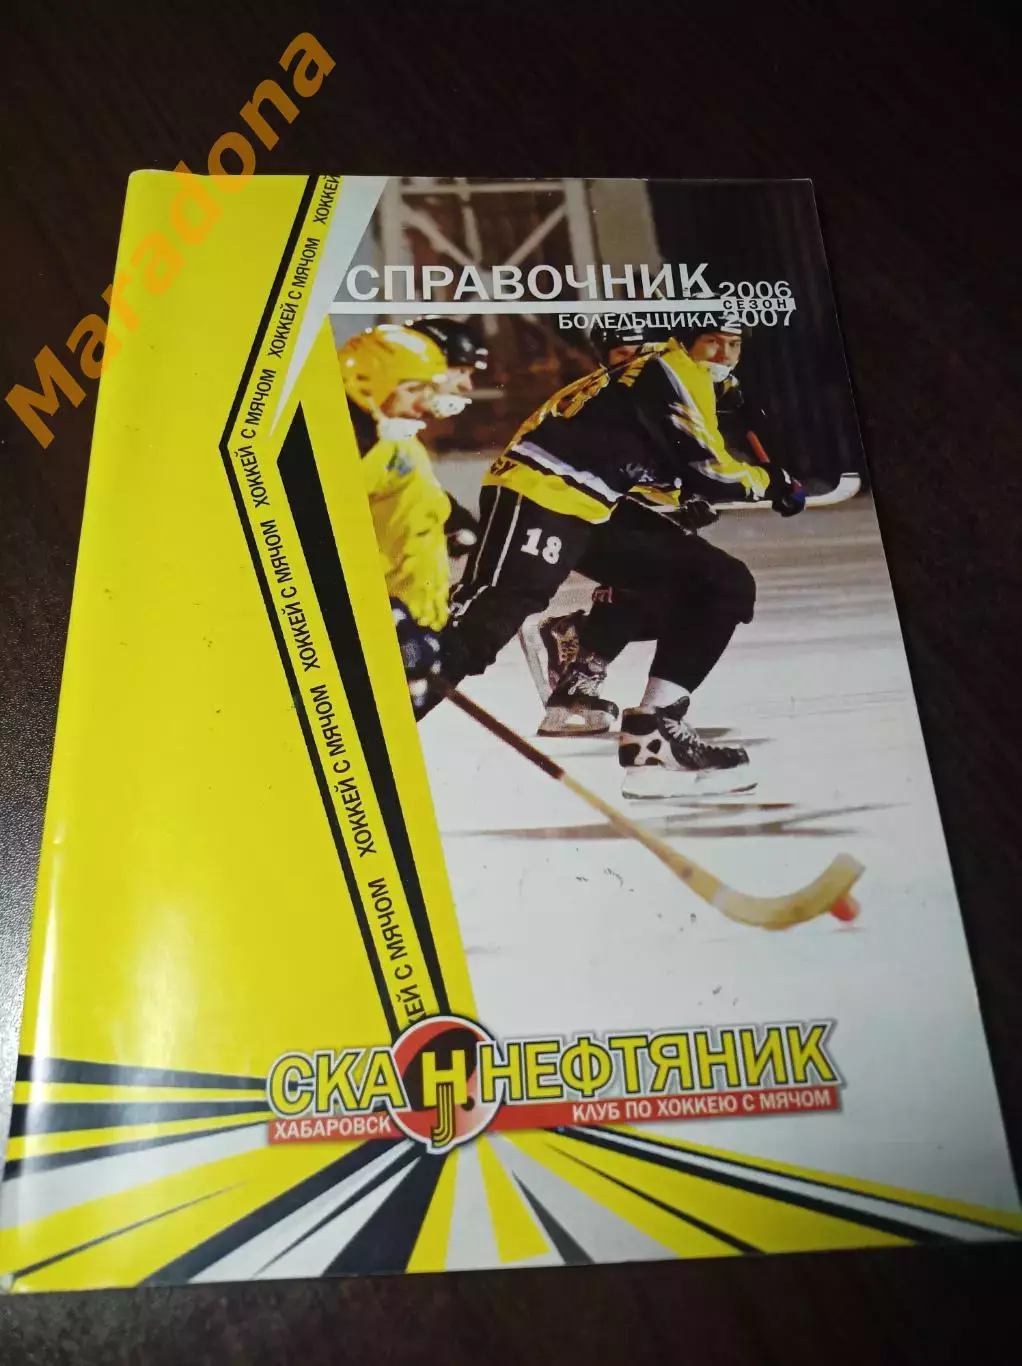 Maradona
СПРАВОЧНИК 2006
СЕЗОН
БОЛЕЛЬЩИКА 2007
ХОККЕЙ С МЯЧОМ ХОККЕЙ С МЯЧОМ ХОККЕЙ
ХОККЕЙ С МЯЧОМ ХОККЕЙ С МЯЧОМ ХОККЕЙ С МЯЧОМ
КЕЙ С МЯЧОМ
18
СКА Н НЕФТЯНИК
ХАБАРОВСК КЛУБ ПО ХОККЕЮ С МЯЧОМ